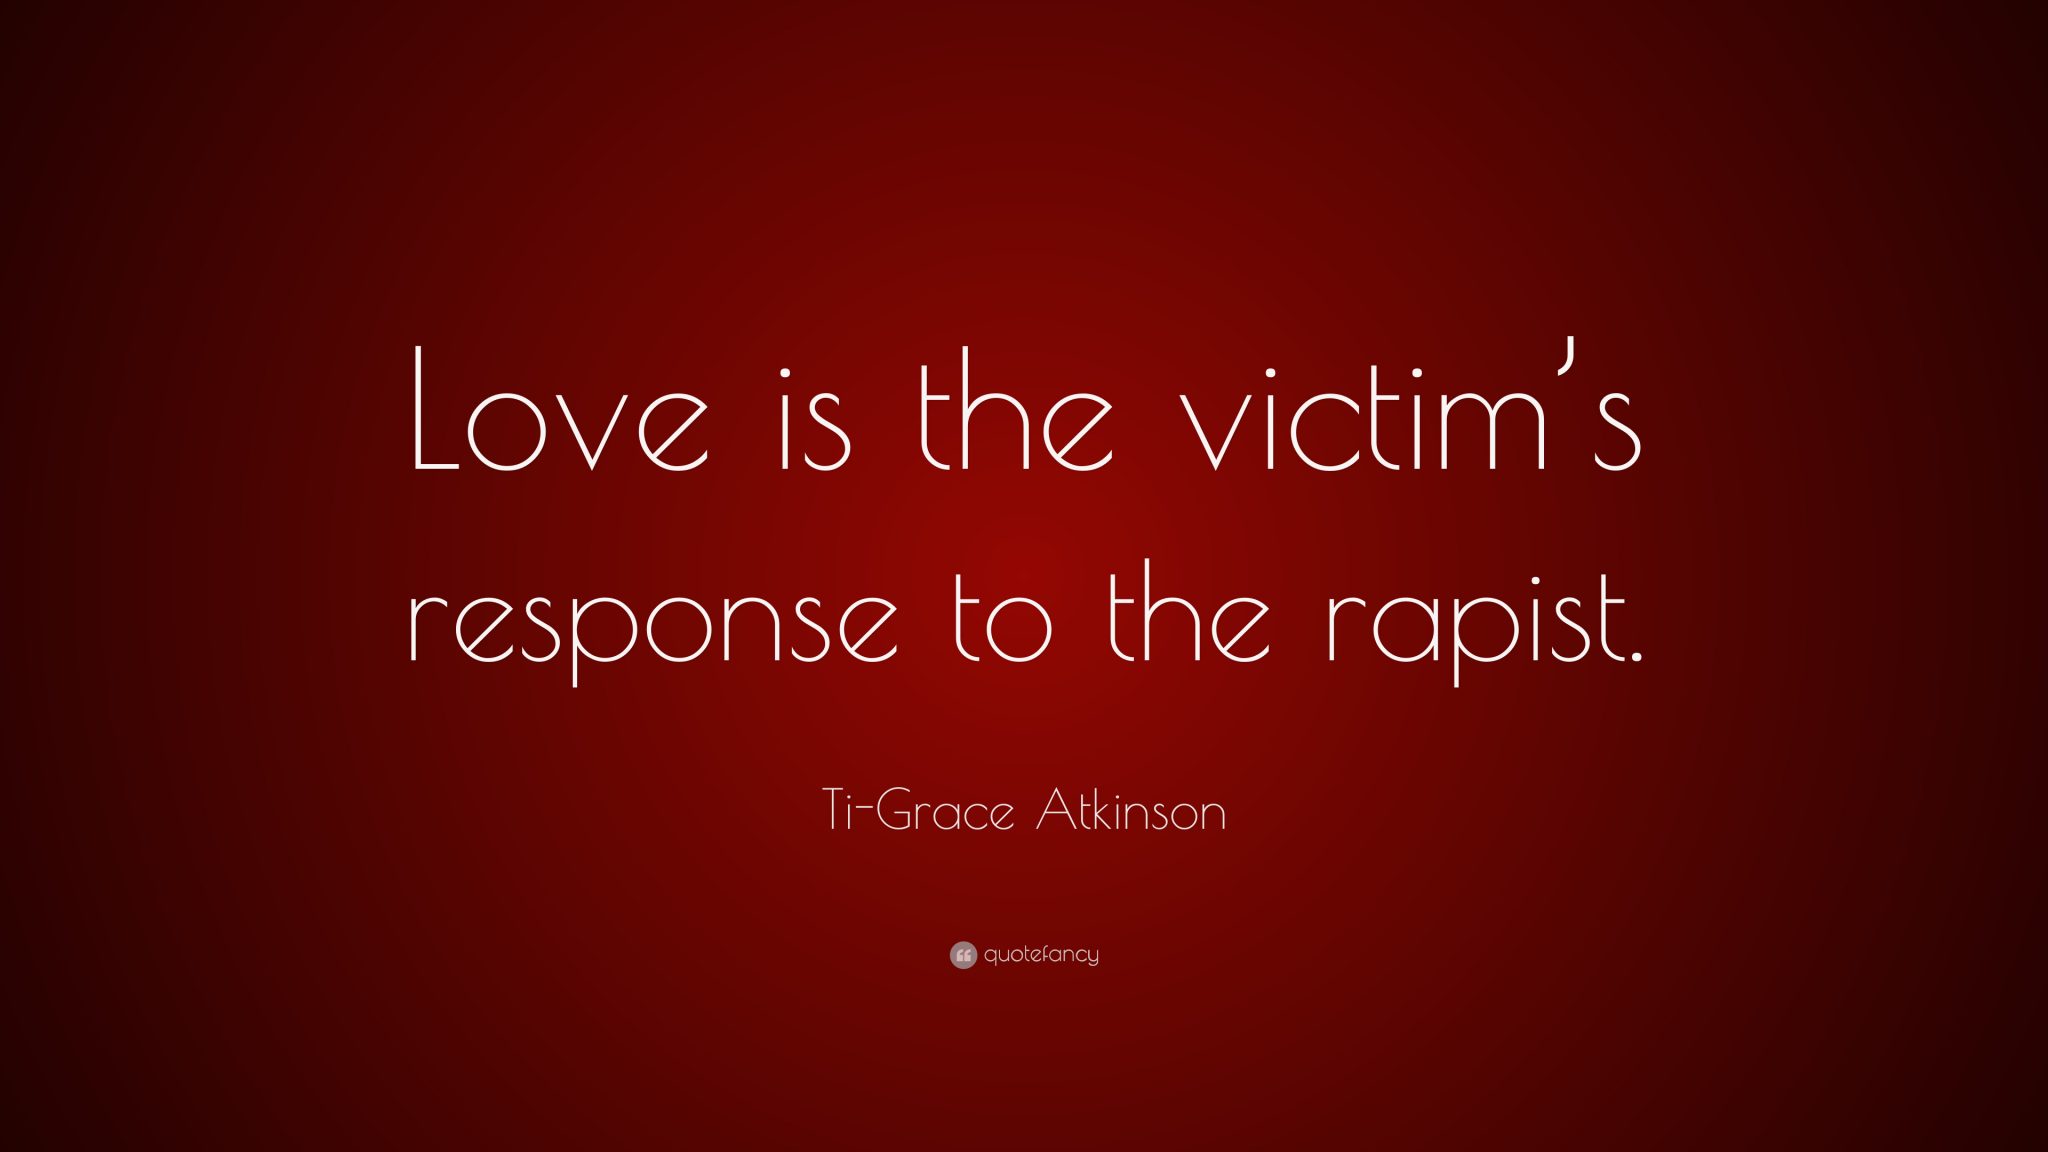 Love is the victim’s
response to the rapist.
Ti-Grace Atkinson
quotefancy